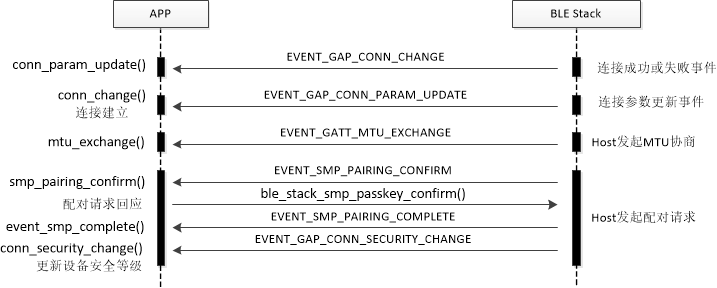 APP
BLE Stack
conn_param_update()
EVENT_GAP_CONN_CHANGE
连接成功或失败事件
conn_change()
连接建立
EVENT_GAP_CONN_PARAM_UPDATE
连接参数更新事件
mtu_exchange()
EVENT_GATT_MTU_EXCHANGE
Host发起MTU协商
smp_pairing_confirm()
EVENT_SMP_PAIRING_CONFIRM
配对请求回应
ble_stack_smp_passkey_confirm()
Host发起配对请求
event_smp_complete()
EVENT_SMP_PAIRING_COMPLETE
conn_security_change()
EVENT_GAP_CONN_SECURITY_CHANGE
更新设备安全等级